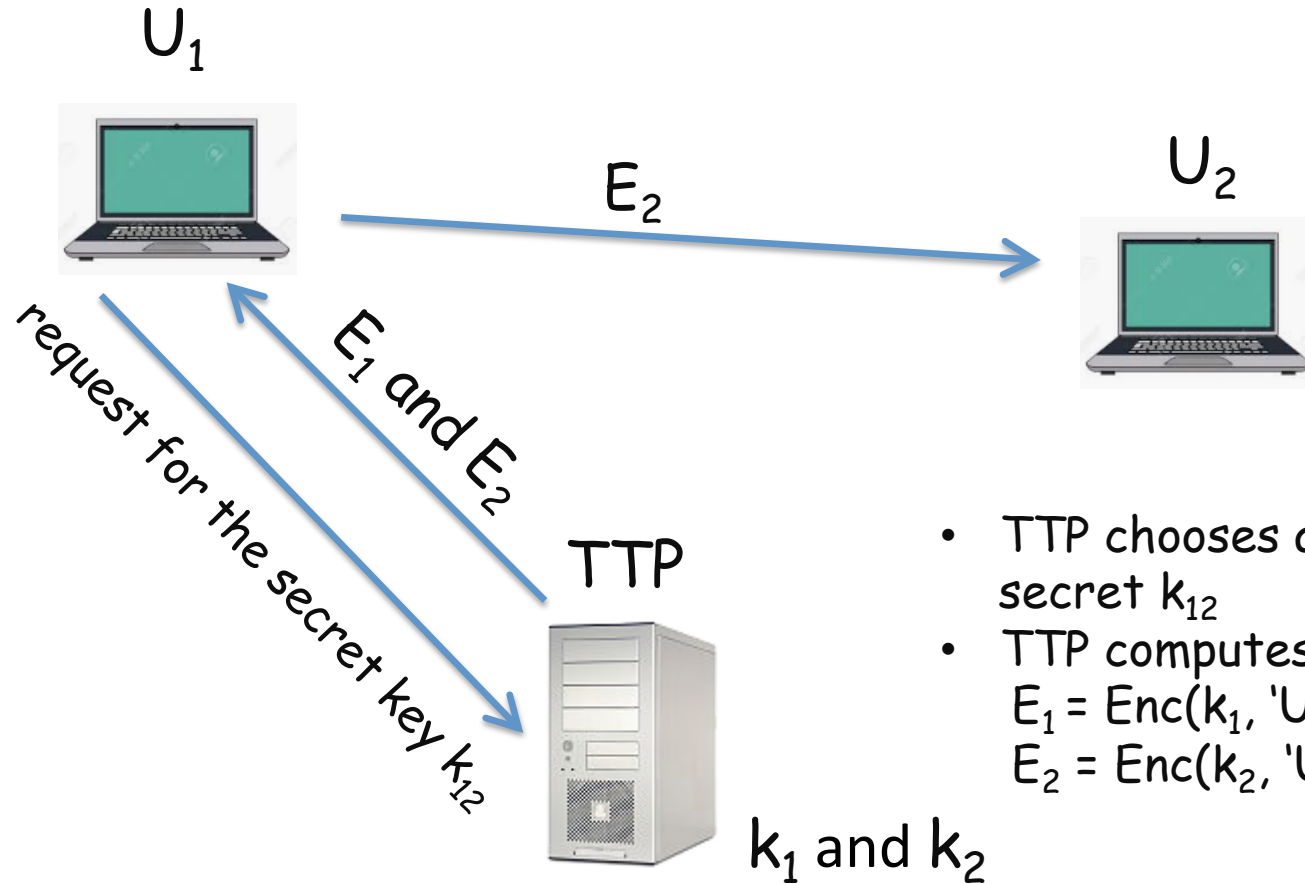 U₁
E₂
U₂
request for the secret key k₁₂
E₁ and E₂
TTP
k₁ and k₂
• TTP chooses
secret k₁₂
• TTP computes
E₁ = Enc(k₁, 'U
E₂ = Enc(k₂, 'U